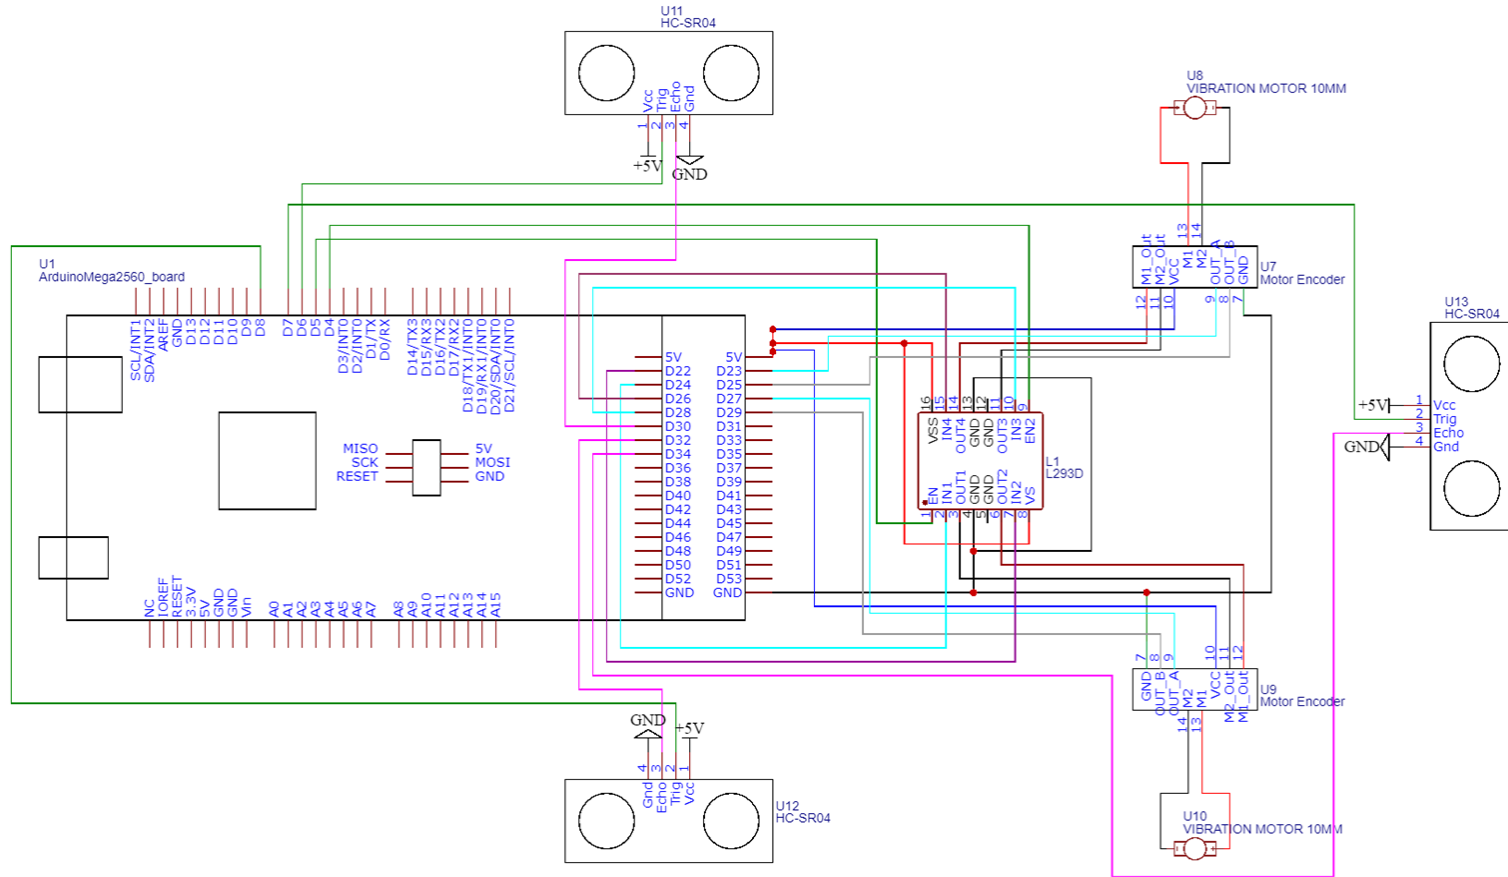 U11
HC-SR04
Vcc
Trig
Echo
Gnd
1
2
3
4
+5V
GND
U8
VIBRATION MOTOR 10MM
13
14
M1_Out
M2_Out
VCC
M1
M2
OUT_A
OUT_B
GND
12
11
10
9
8
7
U7
Motor Encoder
U1
ArduinoMega2560_board
SCL/INT1
SDA/INT2
AREF
GND
D13
D12
D11
D10
D9
D8
D7
D6
D5
D4
D3/INT0
D2/INT0
D1/TX
D0/RX
D14/TX3
D15/RX3
D16/TX2
D17/RX2
D18/TX1/INT0
D19/RX1/INT0
D20/SDA/INT0
D21/SCL/INT0
5V 5V
D22 D23
D24 D25
D26 D27
D28 D29
D30 D31
D32 D33
D34 D35
D36 D37
D38 D39
D40 D41
D42 D43
D44 D45
D46 D47
D48 D49
D50 D51
D52 D53
GND GND
MISO 5V
SCK MOSI
RESET GND
NC
IOREF
RESET
3.3V
5V
GND
GND
Vin
A0
A1
A2
A3
A4
A5
A6
A7
A8
A9
A10
A11
A12
A13
A14
A15
16
15
14
13
12
11
10
9
VSS
IN4
OUT4
GND
GND
OUT3
IN3
EN2
L1
L293D
EN
IN1
OUT1
GND
GND
OUT2
IN2
VS
1
2
3
4
5
6
7
8
U13
HC-SR04
+5V
1 Vcc
2 Trig
3 Echo
GND
4 Gnd
7
8
9
10
11
12
GND
OUT_B
OUT_A
M2
M1
VCC
M2_Out
M1_Out
14
13
U9
Motor Encoder
U10
VIBRATION MOTOR 10MM
GND
+5V
4
3
2
1
Gnd
Echo
Trig
Vcc
U12
HC-SR04